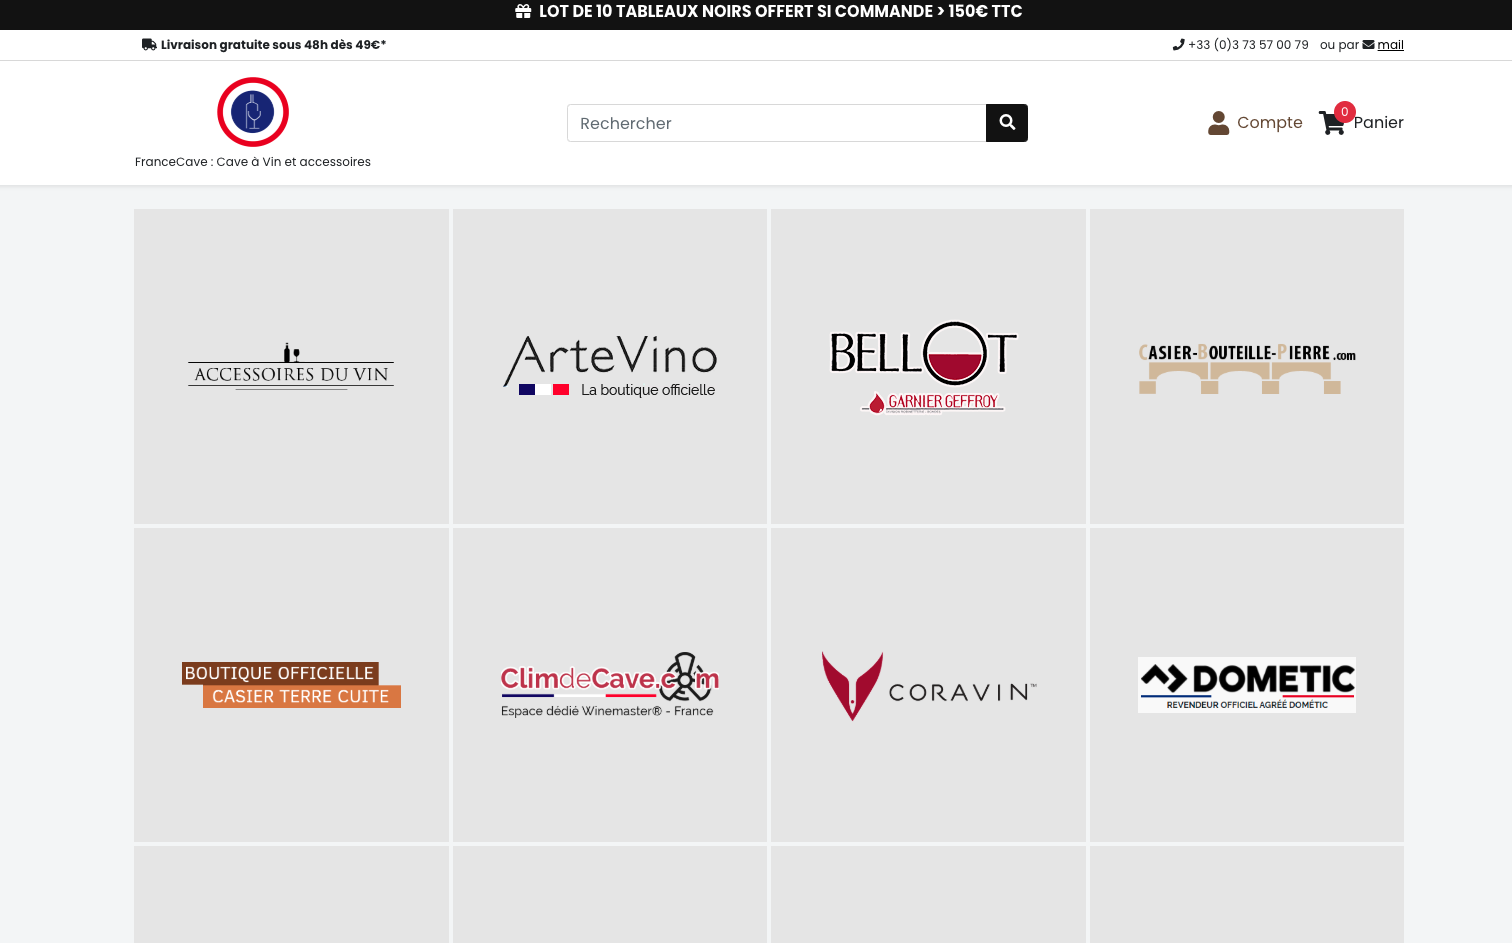 LOT DE 10 TABLEAUX NOIRS OFFERT SI COMMANDE > 150€ TTC
Livraison gratuite sous 48h dès 49€*
+33 (0)3 73 57 00 79 ou par mail
Rechercher
Compte
0
Panier
FranceCave : Cave à Vin et accessoires
ACCESSOIRES DU VIN
ArteVino
La boutique officielle
BELLOT
GARNIER GEFFROY
CASIER-BOUTEILLE-PIERRE.com
BOUTIQUE OFFICIELLE
CASIER TERRE CUITE
ClimdeCave.com
Espace dédié Winemaster® - France
CORAVIN™
DOMETIC
REVENDEUR OFFICIEL AGRÉÉ DOMÉTIC